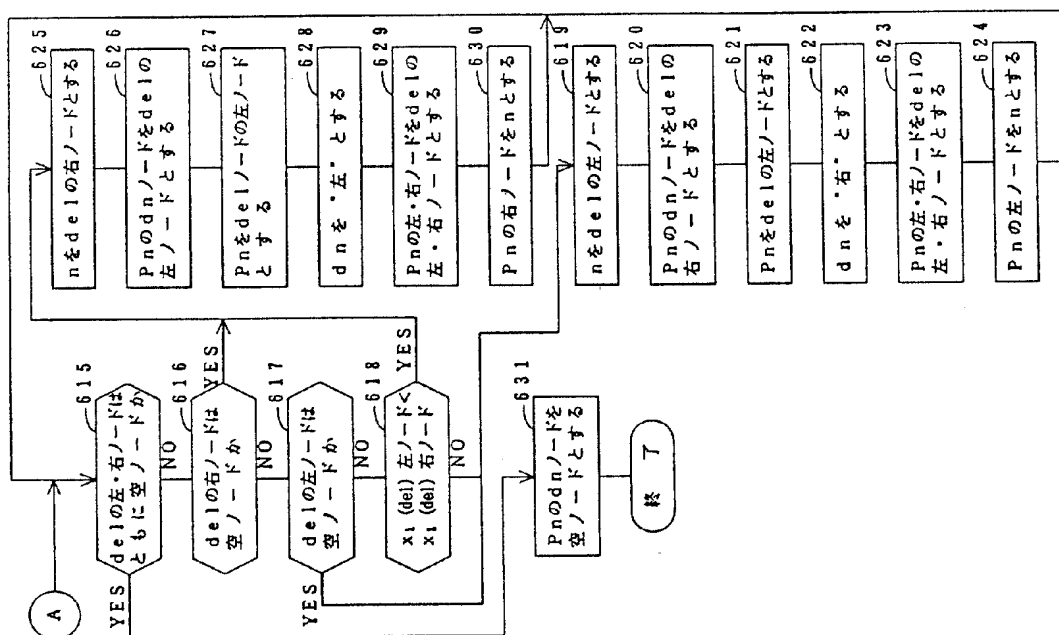 A
615
delの左・右ノードは
ともに空ノードか
YES
NO
616
delの右ノードは
空ノードか
YES
NO
617
delの左ノードは
空ノードか
YES
NO
618
x₁(del)左ノード<
x₁(del)右ノード
YES
NO
625
nをdelの右ノードとする
626
Pnのdnノードをdelの
左ノードとする
627
Pnをdelノードの左ノード
とする
628
dnを"左"とする
629
Pnの左・右ノードをdelの
左・右ノードとする
630
Pnの右ノードをnとする
619
nをdelの左ノードとする
620
Pnのdnノードをdelの
右ノードとする
621
Pnをdelの左ノードとする
622
dnを"右"とする
623
Pnの左・右ノードをdelの
左・右ノードとする
624
Pnの左ノードをnとする
631
Pnのdnノードを
空ノードとする
終了